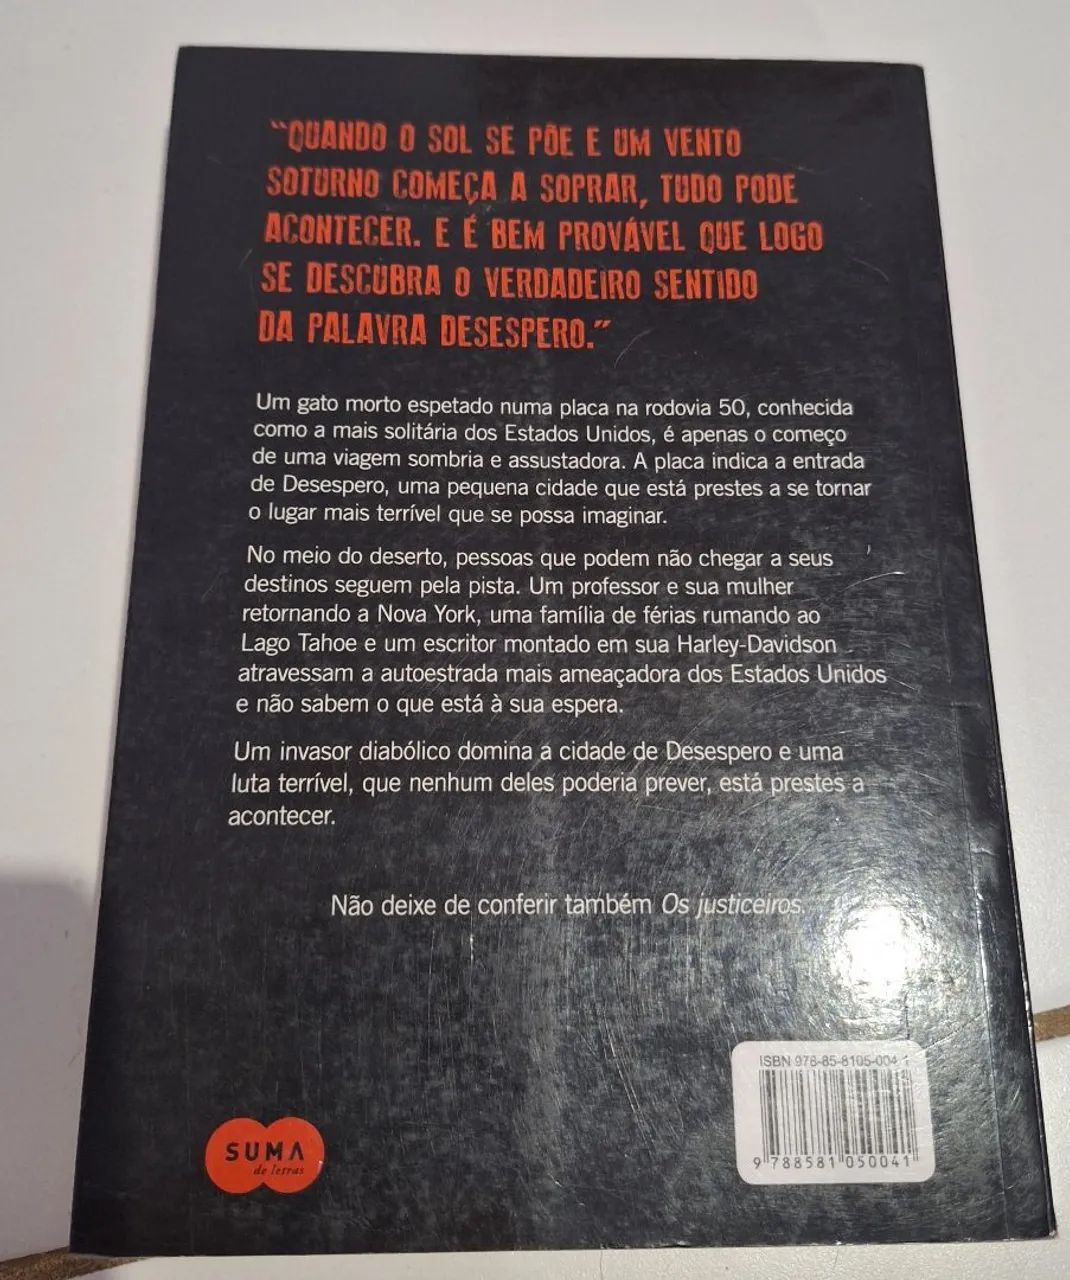 “QUANDO O SOL SE PÕE E UM VENTO
SOTURNO COMEÇA A SOPRAR, TUDO PODE
ACONTECER. E É BEM PROVÁVEL QUE LOGO
SE DESCUBRA O VERDADEIRO SENTIDO
DA PALAVRA DESESPERO.”
Um gato morto espetado numa placa na rodovia 50, conhecida
como a mais solitária dos Estados Unidos, é apenas o começo
de uma viagem sombria e assustadora. A placa indica a entrada
de Desespero, uma pequena cidade que está prestes a se tornar
o lugar mais terrível que se possa imaginar.
No meio do deserto, pessoas que podem não chegar a seus
destinos seguem pela pista. Um professor e sua mulher
retornando a Nova York, uma família de férias rumando ao
Lago Tahoe e um escritor montado em sua Harley-Davidson
atravessam a autoestrada mais ameaçadora dos Estados Unidos
e não sabem o que está à sua espera.
Um invasor diabólico domina a cidade de Desespero e uma
luta terrível, que nenhum deles poderia prever, está prestes a
acontecer.
Não deixe de conferir também Os justiceiros.
ISBN 978-85-8105-004-1
9 788581 050041
SUMA
de letras